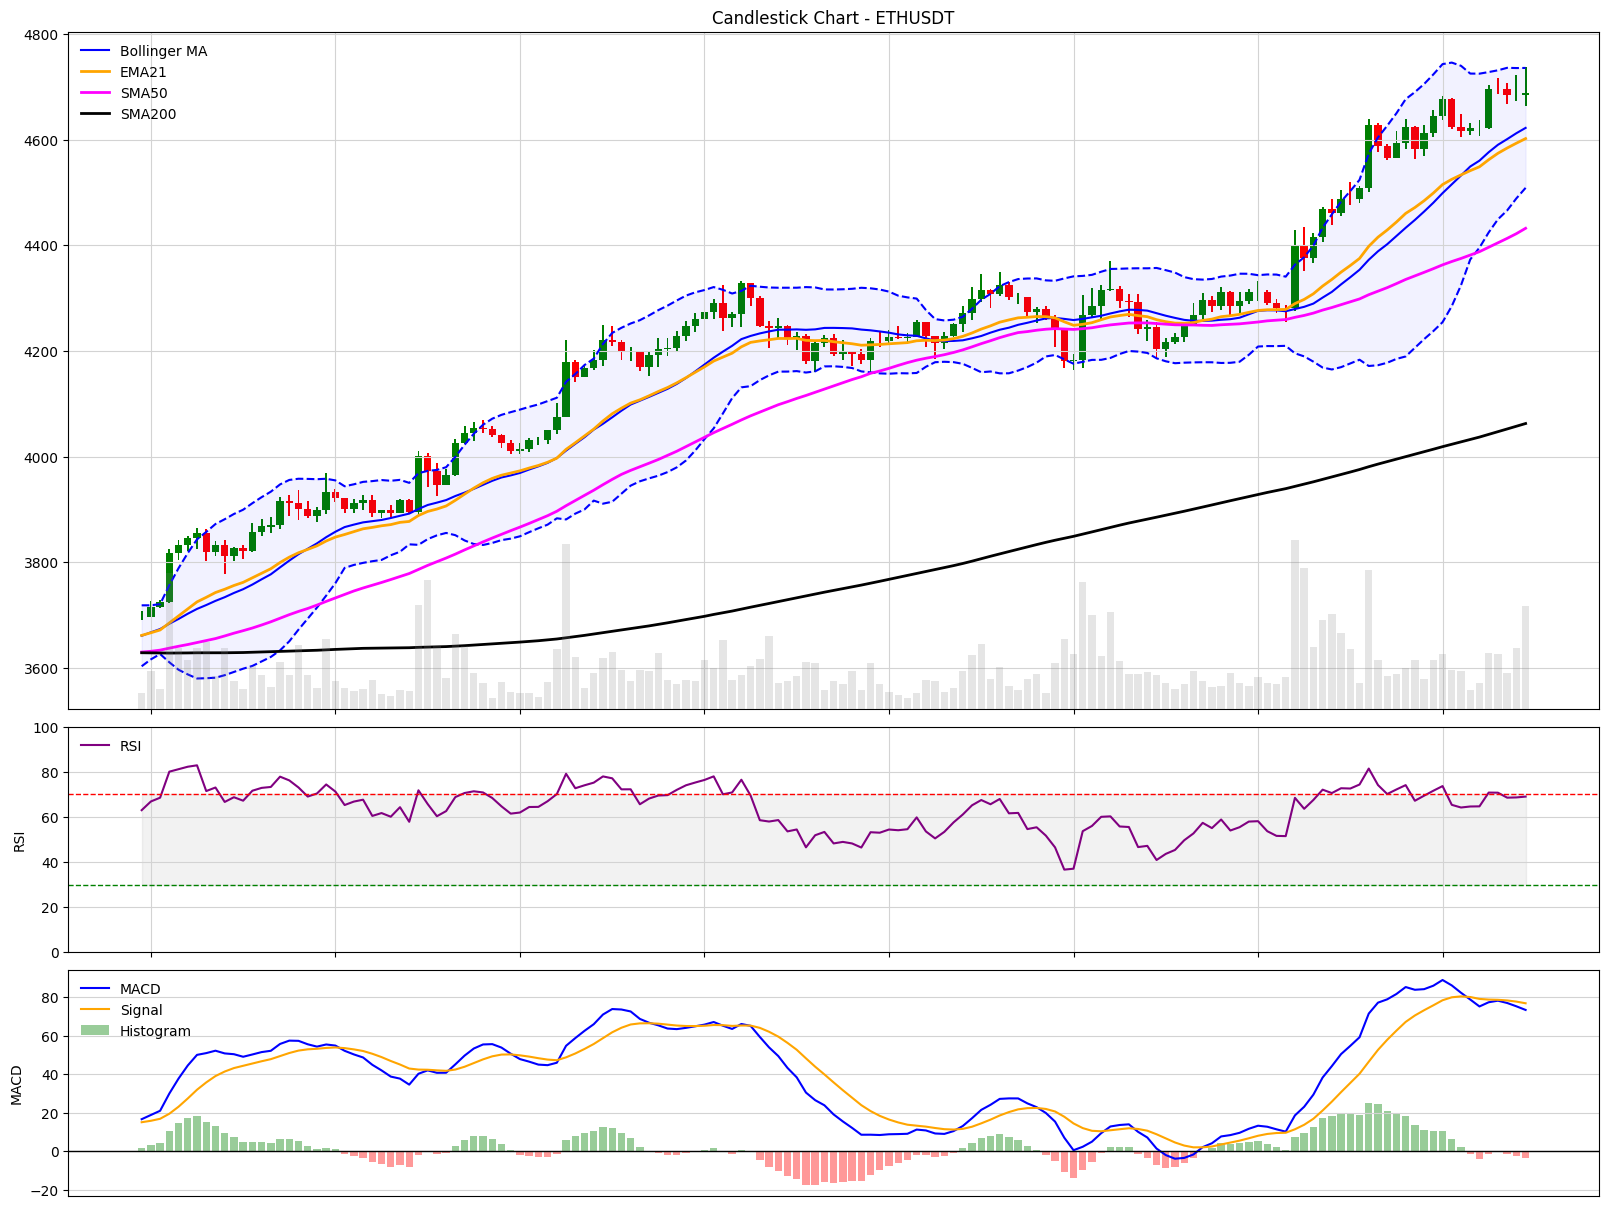 Candlestick Chart - ETHUSDT
4800
Bollinger MA
EMA21
SMA50
SMA200
4600
4400
4200
4000
3800
3600
100
RSI
80
60
RSI
40
20
0
MACD
80
Signal
Histogram
60
40
MACD
20
0
−20